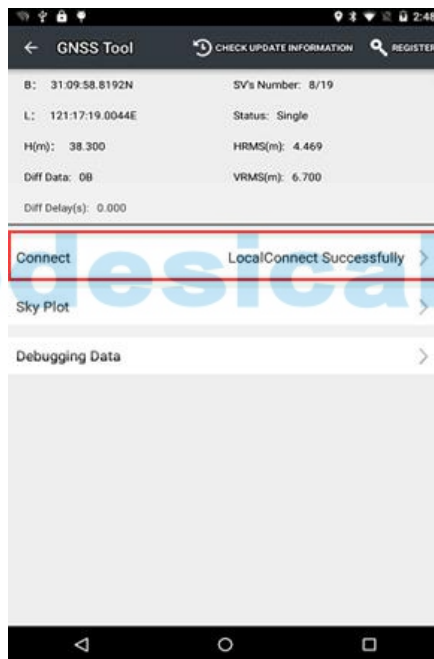 2:48
GNSS Tool CHECK UPDATE INFORMATION REGISTER
B: 31:09:58.8192N SV's Number: 8/19
L: 121:17:19.0044E Status: Single
H(m): 38.300 HRMS(m): 4.469
Diff Data: 0B VRMS(m): 6.700
Diff Delay(s): 0.000
Connect LocalConnect Successfully
desical
Sky Plot
Debugging Data